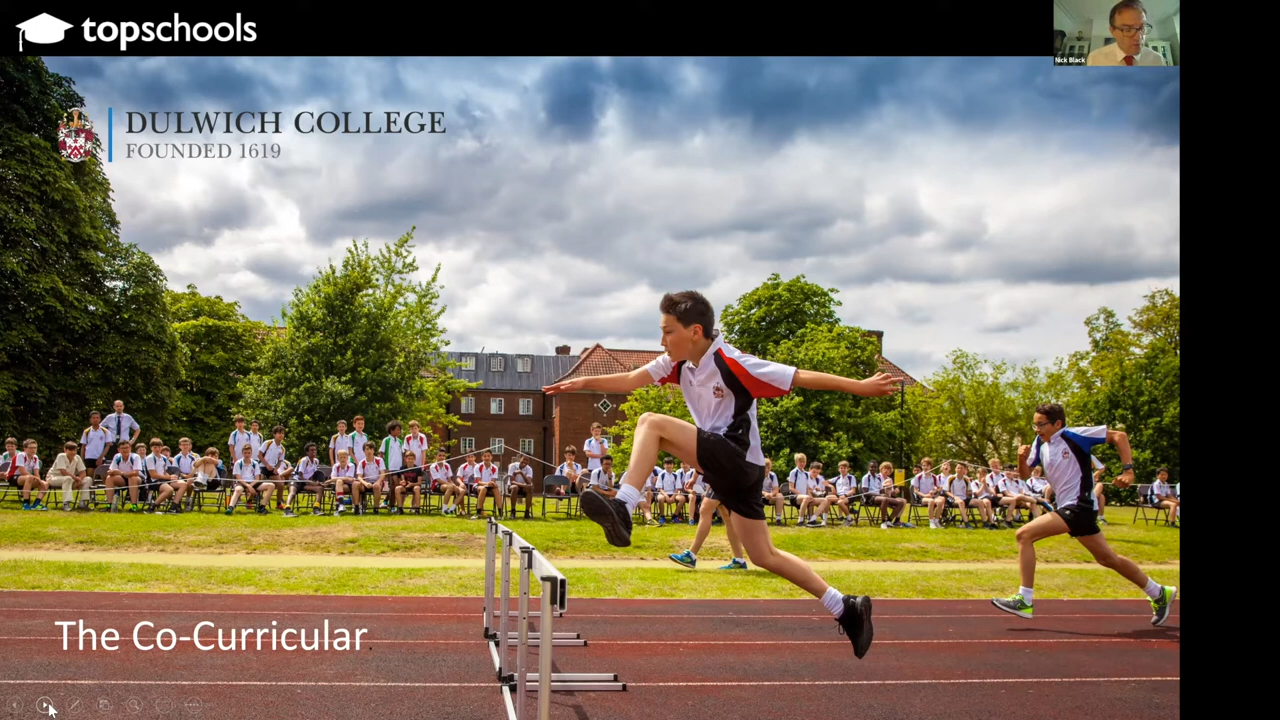 topschools
Nick Black
DULWICH COLLEGE
FOUNDED 1619
The Co-Curricular